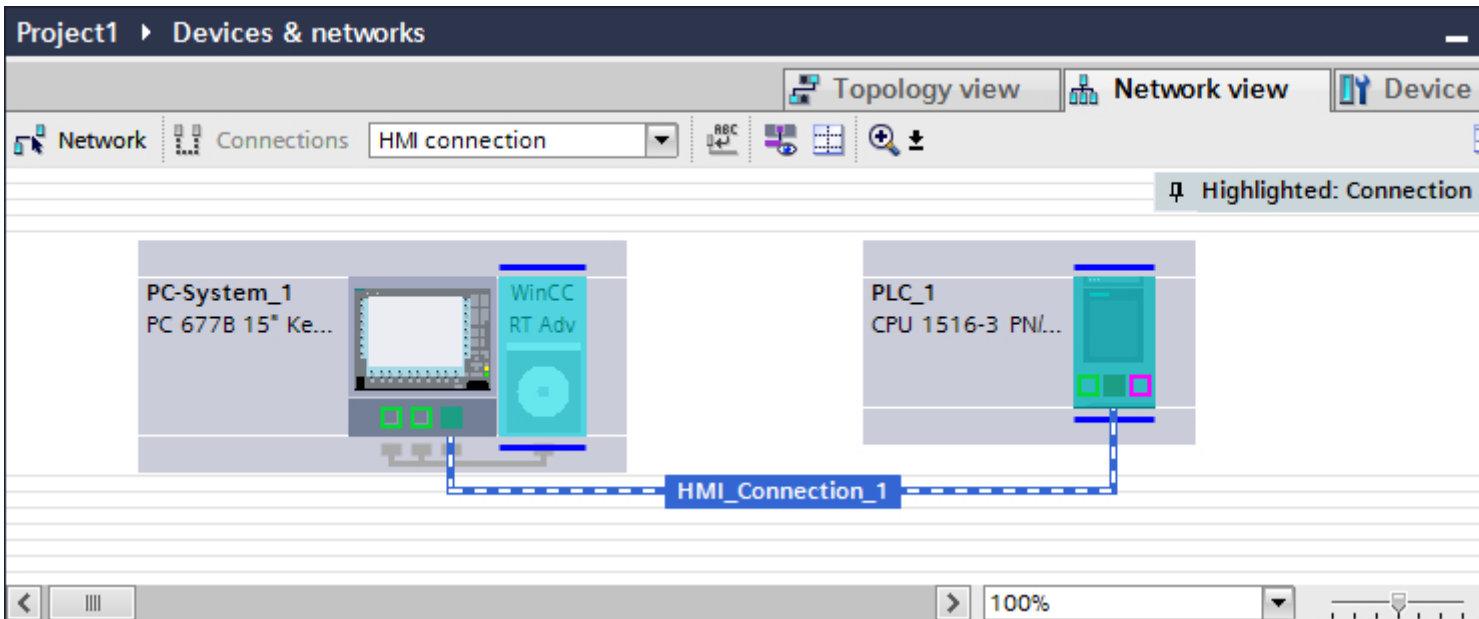 Project1 ▸ Devices & networks
Topology view Network view Device
Network Connections HMI connection
Highlighted: Connection
PC-System_1
PC 677B 15" Ke...
WinCC
RT Adv
PLC_1
CPU 1516-3 PN/...
HMI_Connection_1
100%